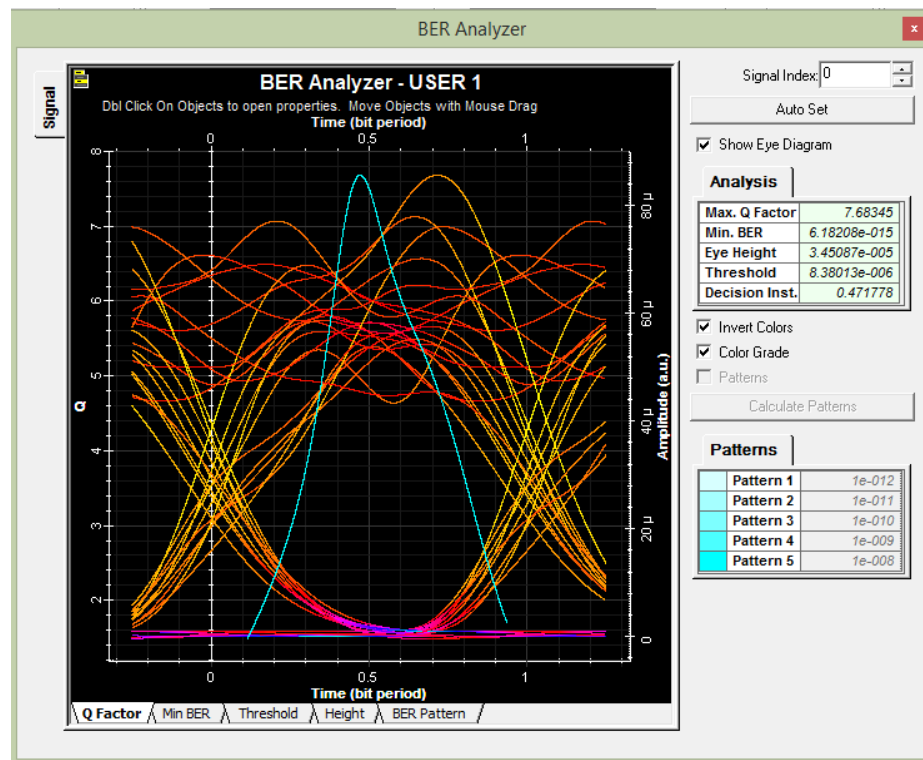 BER Analyzer
x
Signal
BER Analyzer - USER 1
Dbl Click On Objects to open properties. Move Objects with Mouse Drag
Time (bit period)
0 0.5 1
8
7
6
5
4
3
2
Q
80 µ
60 µ
40 µ
20 µ
0
Amplitude (a.u.)
0 0.5 1
Time (bit period)
Q Factor Min BER Threshold Height BER Pattern
Signal Index: 0
Auto Set
Show Eye Diagram
Analysis
Max. Q Factor 7.68345
Min. BER 6.18208e-015
Eye Height 3.45087e-005
Threshold 8.38013e-006
Decision Inst. 0.471778
Invert Colors
Color Grade
Patterns
Calculate Patterns
Patterns
Pattern 1 1e-012
Pattern 2 1e-011
Pattern 3 1e-010
Pattern 4 1e-009
Pattern 5 1e-008